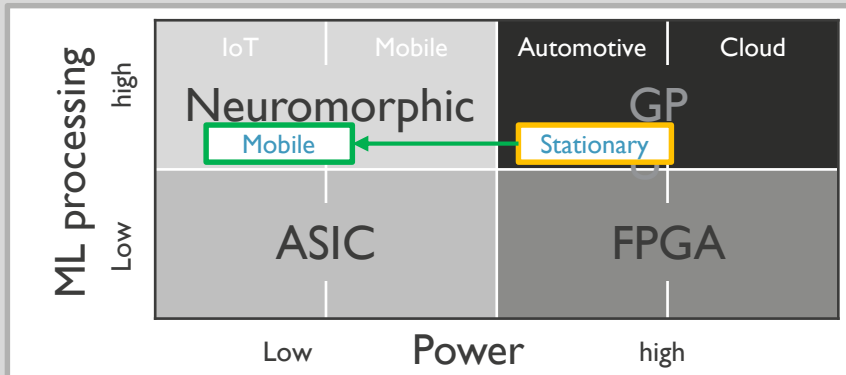 IoT
Mobile
Automotive
Cloud
Neuromorphic
GP
U
Mobile
Stationary
ASIC
FPGA
ML processing
high
Low
Low
Power
high